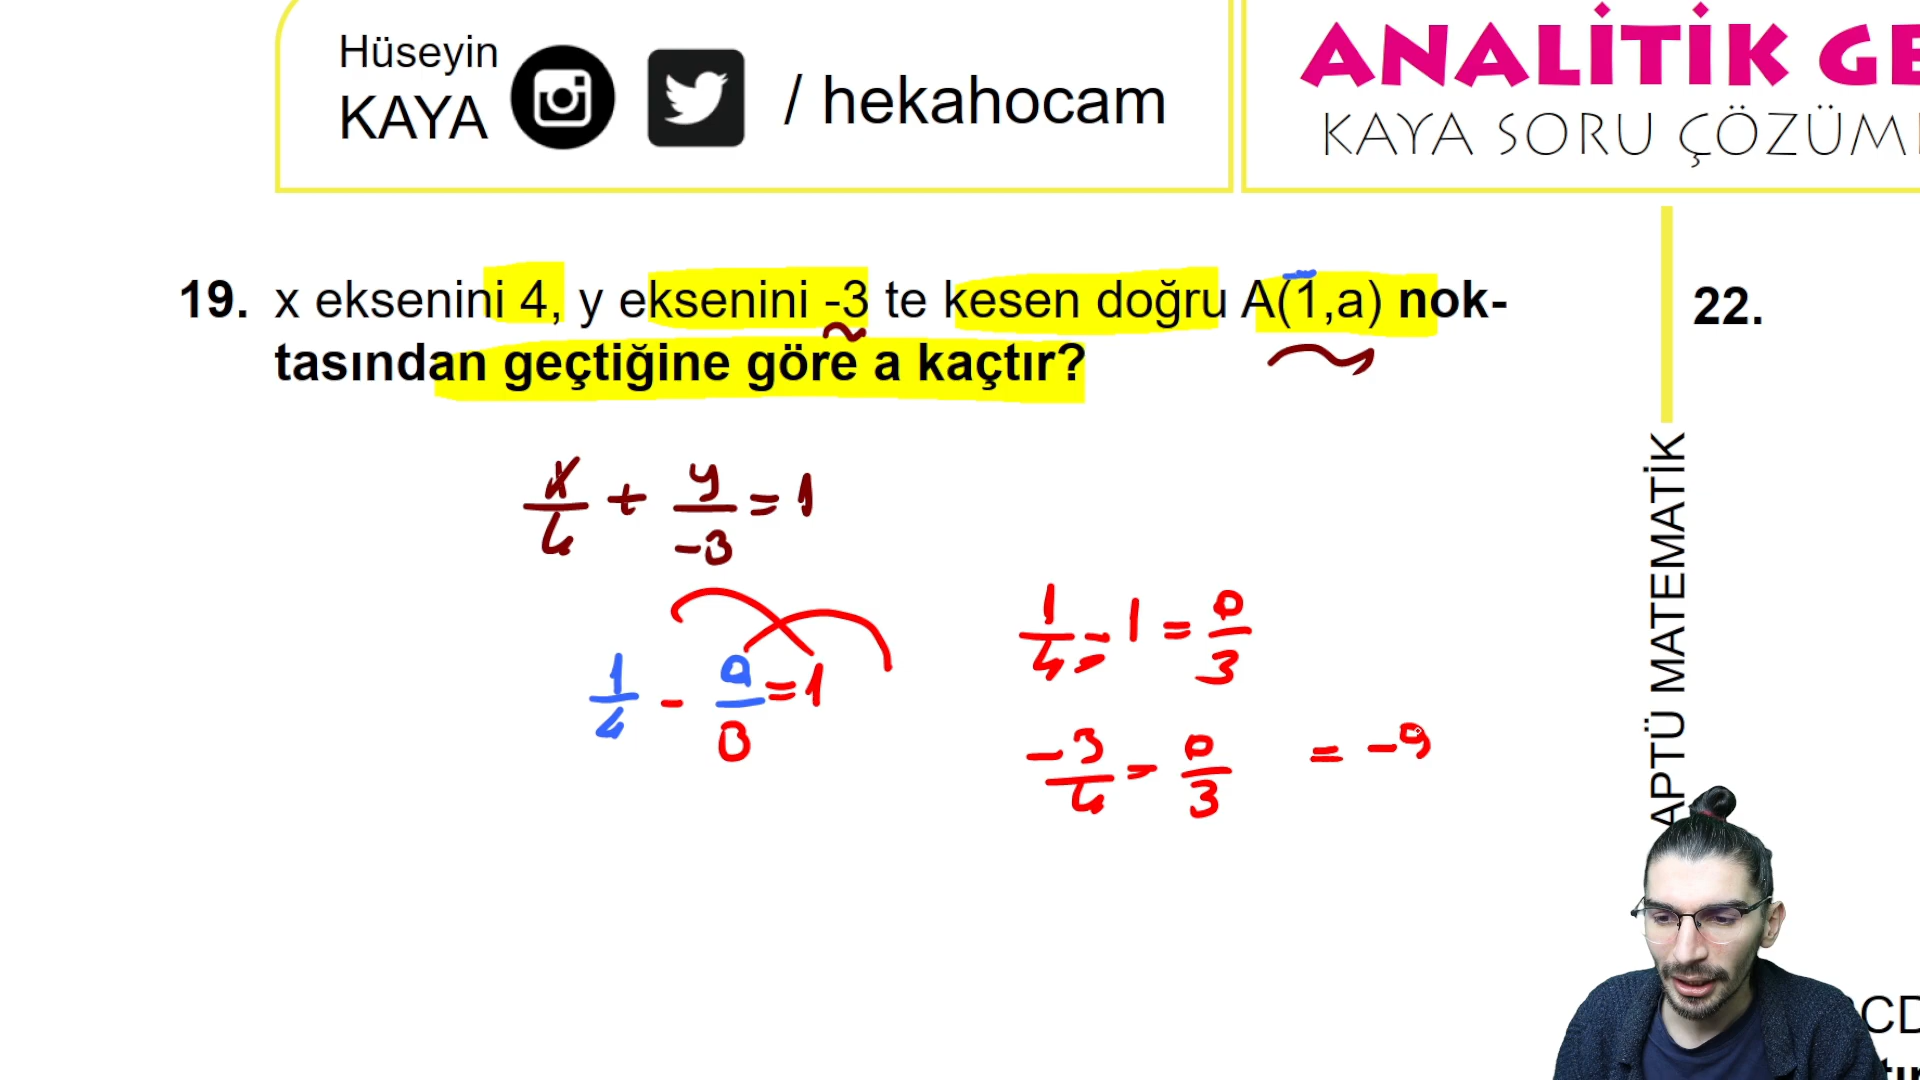 Hüseyin
KAYA
/ hekahocam
ANALİTİK GE
KAYA SORU ÇÖZÜM
19. x eksenini 4, y eksenini -3 te kesen doğru A(1,a) nok-
tasından geçtiğine göre a kaçtır?
x/4 + y/-3 = 1
1/4 - a/3 = 1
1/4 - 1 = a/3
-3/4 = a/3 = -9
22.
APTÜ MATEMATİK
CD